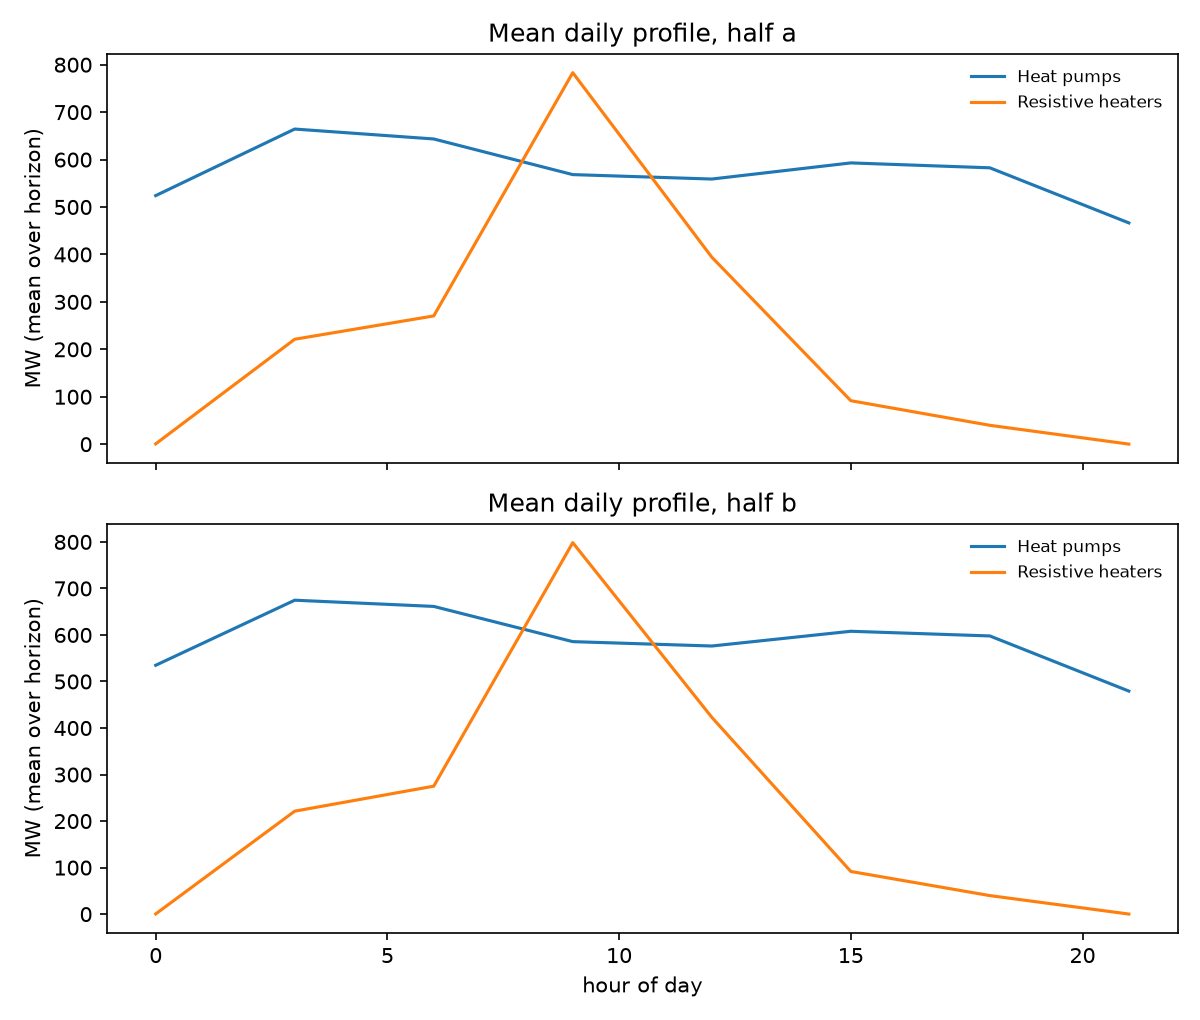 Mean daily profile, half a
MW (mean over horizon)
800
700
600
500
400
300
200
100
0
Heat pumps
Resistive heaters
Mean daily profile, half b
MW (mean over horizon)
800
700
600
500
400
300
200
100
0
Heat pumps
Resistive heaters
0 5 10 15 20
hour of day